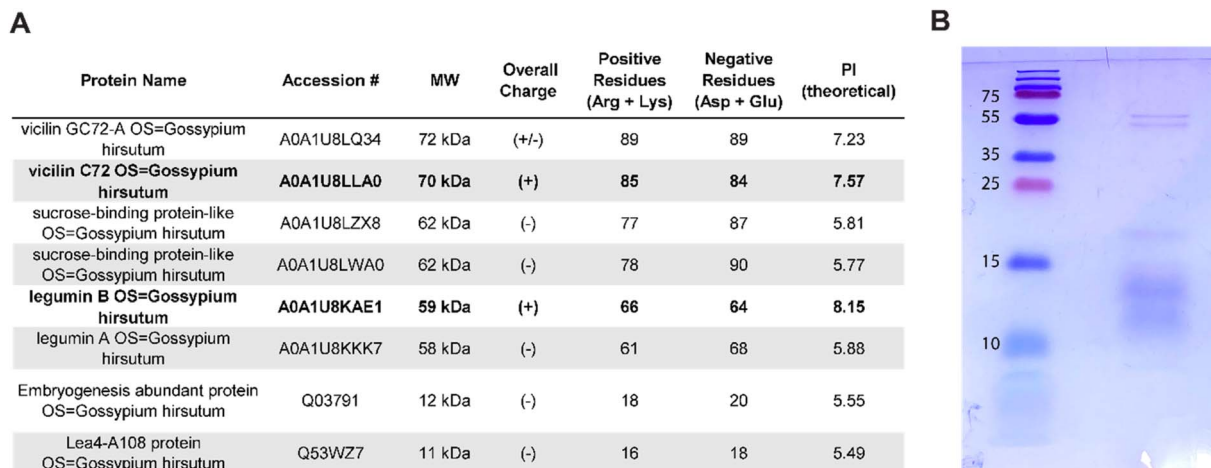 A
Protein Name Accession # MW Overall Charge Positive Residues (Arg + Lys) Negative Residues (Asp + Glu) PI (theoretical)
vicilin GC72-A OS=Gossypium
hirsutum A0A1U8LQ34 72 kDa (+/-) 89 89 7.23
vicilin C72 OS=Gossypium
hirsutum A0A1U8LLA0 70 kDa (+) 85 84 7.57
sucrose-binding protein-like
OS=Gossypium hirsutum A0A1U8LZX8 62 kDa (-) 77 87 5.81
sucrose-binding protein-like
OS=Gossypium hirsutum A0A1U8LWA0 62 kDa (-) 78 90 5.77
legumin B OS=Gossypium
hirsutum A0A1U8KAE1 59 kDa (+) 66 64 8.15
legumin A OS=Gossypium
hirsutum A0A1U8KKK7 58 kDa (-) 61 68 5.88
Embryogenesis abundant protein
OS=Gossypium hirsutum Q03791 12 kDa (-) 18 20 5.55
Lea4-A108 protein
OS=Gossypium hirsutum Q53WZ7 11 kDa (-) 16 18 5.49
B
75
55
35
25
15
10